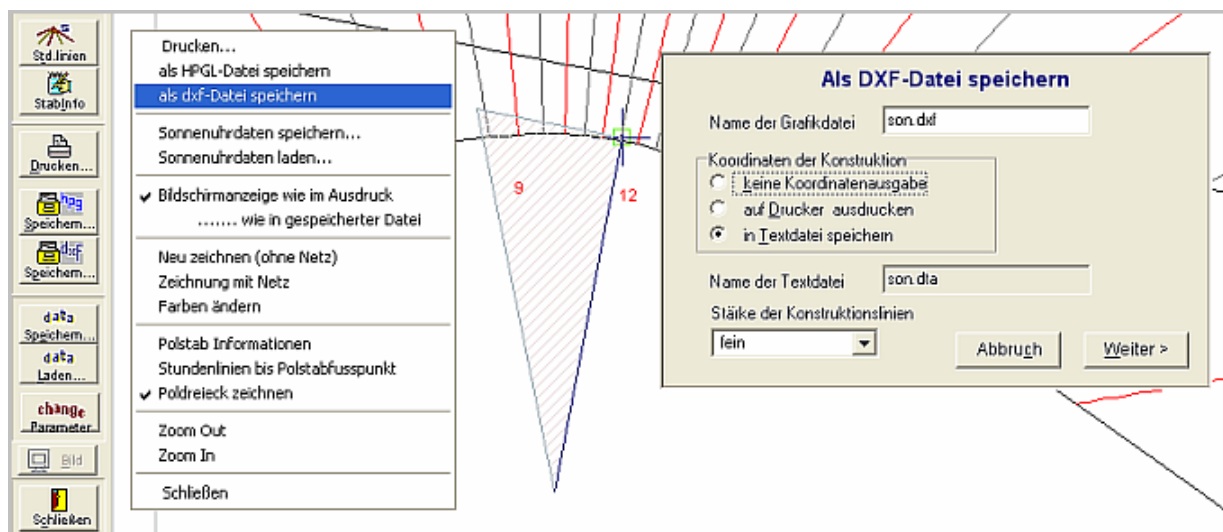 Std.linien
StabInfo
Drucken...
hpg
Speichern...
dxf
Speichern...
data
Speichern...
data
Laden...
change
Parameter
Bild
Schließen
Drucken...
als HPGL-Datei speichern
als dxf-Datei speichern
Sonnenuhrdaten speichern...
Sonnenuhrdaten laden...
Bildschirmanzeige wie im Ausdruck
....... wie in gespeicherter Datei
Neu zeichnen (ohne Netz)
Zeichnung mit Netz
Farben ändern
Polstab Informationen
Stundenlinien bis Polstabfusspunkt
Poldreieck zeichnen
Zoom Out
Zoom In
Schließen
9
12
Als DXF-Datei speichern
Name der Grafikdatei son.dxf
Koordinaten der Konstruktion
keine Koordinatenausgabe
auf Drucker ausdrucken
in Textdatei speichern
Name der Textdatei son.dta
Stärke der Konstruktionslinien
fein
Abbruch Weiter >